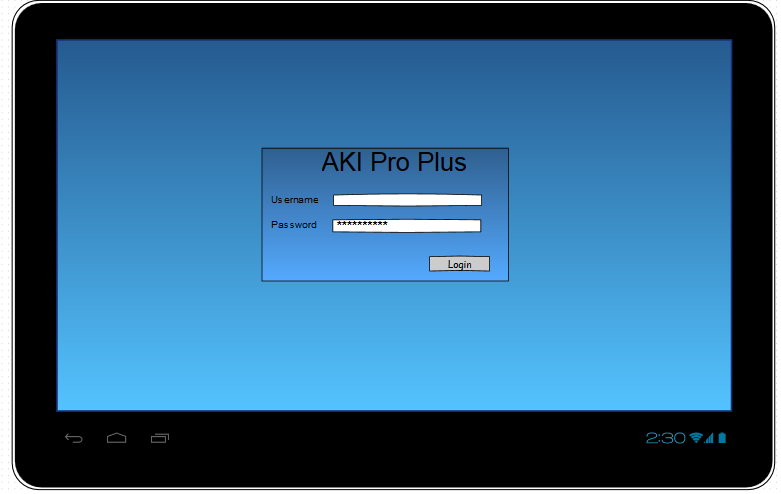 AKI Pro Plus
Username
Password **********
Login
2:30